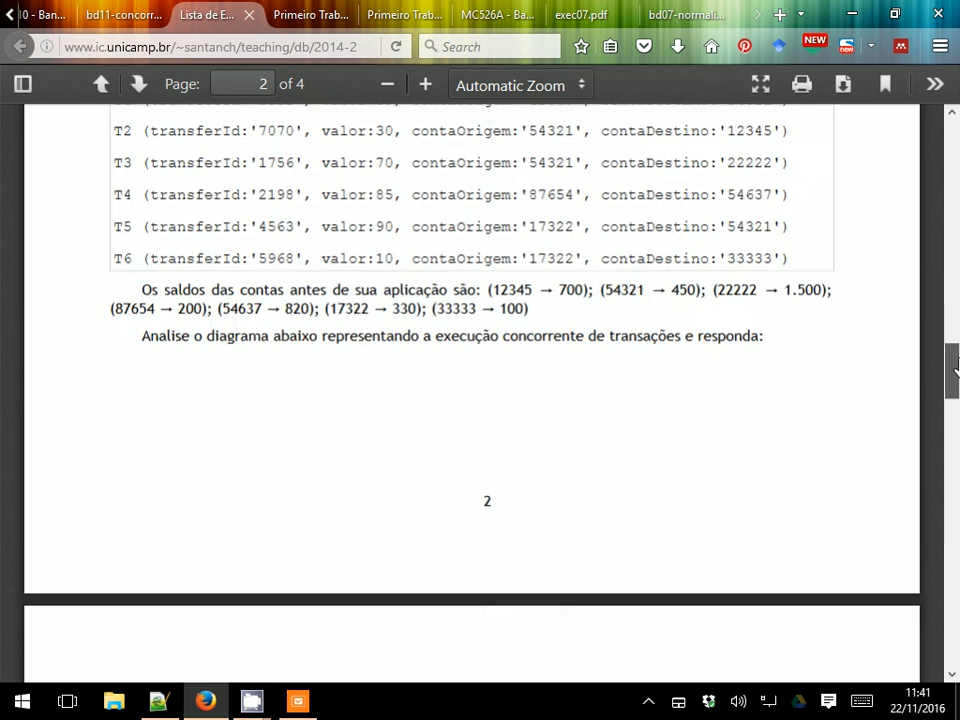 10 - Ban...
bd11-concorr...
Lista de E...
Primeiro Trab...
Primeiro Trab...
MC526A - Ba...
exec07.pdf
bd07-normali...
www.ic.unicamp.br/~santanch/teaching/db/2014-2
Search
NEW
Page: 2 of 4
Automatic Zoom
T2 (transferId:'7070', valor:30, contaOrigem:'54321', contaDestino:'12345')
T3 (transferId:'1756', valor:70, contaOrigem:'54321', contaDestino:'22222')
T4 (transferId:'2198', valor:85, contaOrigem:'87654', contaDestino:'54637')
T5 (transferId:'4563', valor:90, contaOrigem:'17322', contaDestino:'54321')
T6 (transferId:'5968', valor:10, contaOrigem:'17322', contaDestino:'33333')
Os saldos das contas antes de sua aplicação são: (12345 → 700); (54321 → 450); (22222 → 1.500);
(87654 → 200); (54637 → 820); (17322 → 330); (33333 → 100)
Analise o diagrama abaixo representando a execução concorrente de transações e responda:
2
11:41
22/11/2016